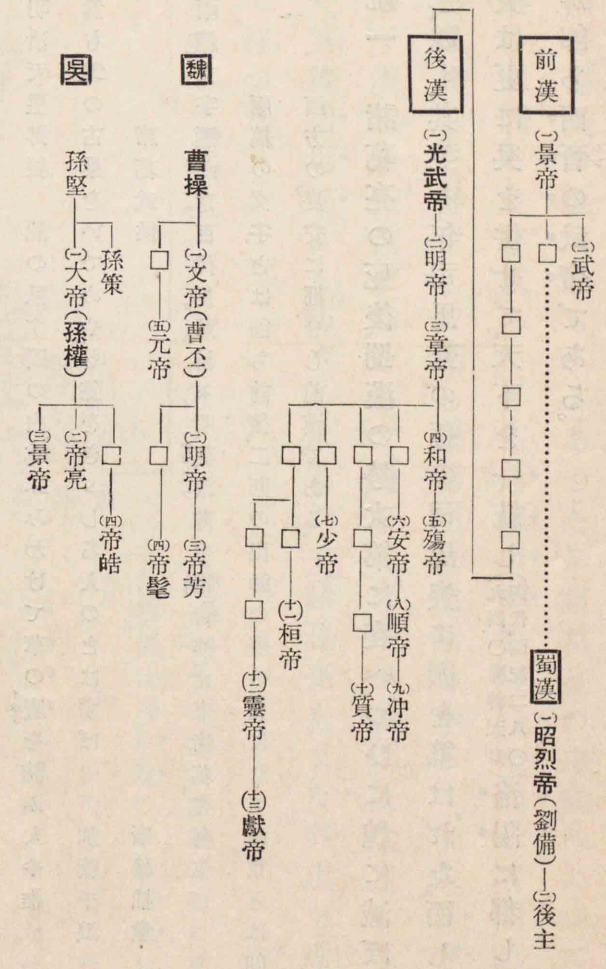 前漢
(一)景帝
(二)武帝
□
□□□□□
蜀漢
(一)昭烈帝(劉備)
(二)後主
後漢
(一)光武帝
(二)明帝
(三)章帝
(四)和帝
(五)殤帝
□
(六)安帝
(八)順帝
(九)冲帝
□
□
□
(十)質帝
□
(七)少帝
□
□
(十一)桓帝
□
□
(十二)靈帝
(十三)獻帝
魏
曹操
(一)文帝(曹丕)
(二)明帝
(三)帝芳
□
(四)帝髦
□
(五)元帝
吳
孫堅
孫策
(一)大帝(孫權)
□
(四)帝皓
(二)帝亮
(三)景帝